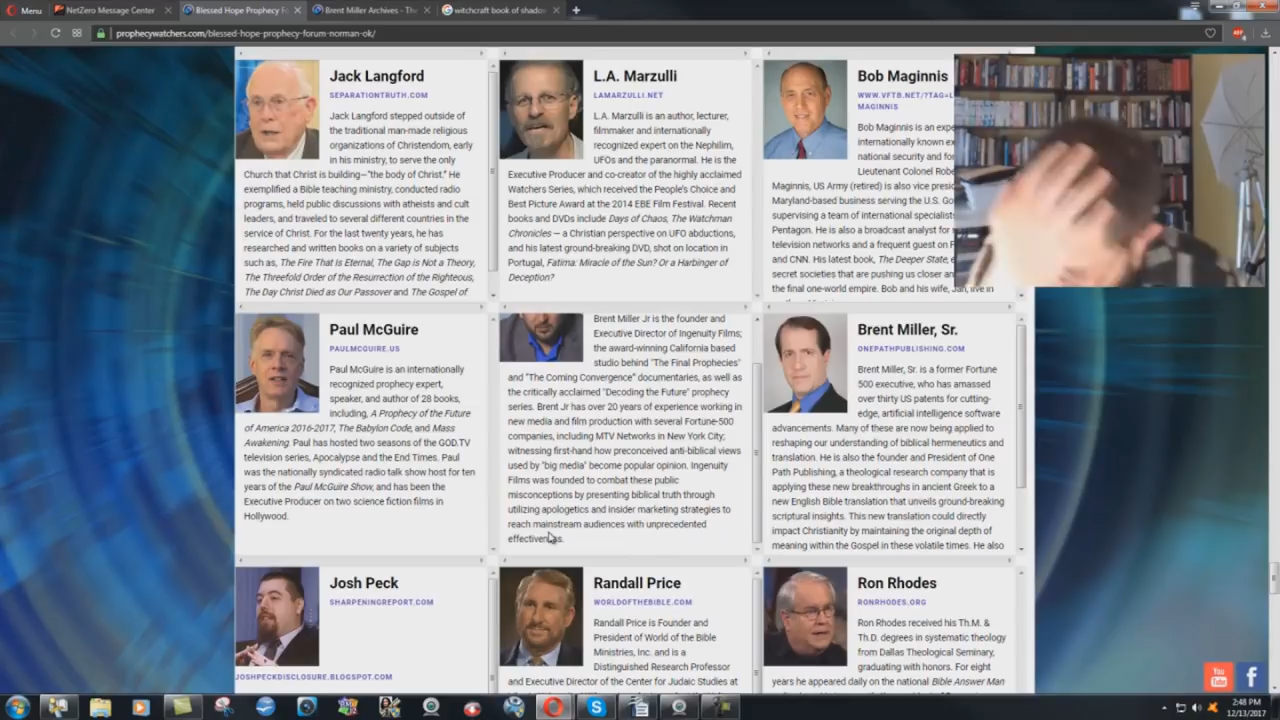 Menu
NetZero Message Center
Blessed Hope Prophecy Fo
Brent Miller Archives - The
witchcraft book of shadow
prophecywatchers.com/blessed-hope-prophecy-forum-norman-ok/
Jack Langford
SEPARATIONTRUTH.COM
Jack Langford stepped outside of
the traditional man-made religious
organizations of Christendom, early
in his ministry, to serve the only
Church that Christ is building—"the body of Christ." He
exemplified a Bible teaching ministry, conducted radio
programs, held public discussions with atheists and cult
leaders, and traveled to several different countries in the
service of Christ. For the last twenty years, he has
researched and written books on a variety of subjects
such as, The Fire That Is Eternal, The Gap is Not a Theory,
The Threefold Order of the Resurrection of the Righteous,
The Day Christ Died as Our Passover and The Gospel of
L.A. Marzulli
LAMARZULLI.NET
L.A. Marzulli is an author, lecturer,
filmmaker and internationally
recognized expert on the Nephilim,
UFOs and the paranormal. He is the
Executive Producer and co-creator of the highly acclaimed
Watchers Series, which received the People's Choice and
Best Picture Award at the 2014 EBE Film Festival. Recent
books and DVDs include Days of Chaos, The Watchman
Chronicles — a Christian perspective on UFO abductions,
and his latest ground-breaking DVD, shot on location in
Portugal, Fatima: Miracle of the Sun? Or a Harbinger of
Deception?
Bob Maginnis
WWW.VFTB.NET/?TAG=L
MAGINNIS
Bob Maginnis is an expe
internationally known ex
national security and fo
Lieutenant Colonel Robe
Maginnis, US Army (retired) is also vice presi
Maryland-based business serving the U.S. Go
supervising a team of international specialists
Pentagon. He is also a broadcast analyst for
television networks and a frequent guest on F
and CNN. His latest book, The Deeper State, e
secret societies that are pushing us closer an
the final one-world empire. Bob and his wife, Jan, live in
Paul McGuire
PAULMCGUIRE.US
Paul McGuire is an internationally
recognized prophecy expert,
speaker, and author of 28 books,
including, A Prophecy of the Future
of America 2016-2017, The Babylon Code, and Mass
Awakening. Paul has hosted two seasons of the GOD.TV
television series, Apocalypse and the End Times. Paul
was the nationally syndicated radio talk show host for ten
years of the Paul McGuire Show, and has been the
Executive Producer on two science fiction films in
Hollywood.
Brent Miller Jr is the founder and
Executive Director of Ingenuity Films;
the award-winning California based
studio behind "The Final Prophecies"
and "The Coming Convergence" documentaries, as well as
the critically acclaimed "Decoding the Future" prophecy
series. Brent Jr has over 20 years of experience working in
new media and film production with several Fortune-500
companies, including MTV Networks in New York City;
witnessing first-hand how preconceived anti-biblical views
used by "big media" become popular opinion. Ingenuity
Films was founded to combat these public
misconceptions by presenting biblical truth through
utilizing apologetics and insider marketing strategies to
reach mainstream audiences with unprecedented
effectiveness.
Brent Miller, Sr.
ONEPATHPUBLISHING.COM
Brent Miller, Sr. is a former Fortune
500 executive, who has amassed
over thirty US patents for cutting-
edge, artificial intelligence software
advancements. Many of these are now being applied to
reshaping our understanding of biblical hermeneutics and
translation. He is also the founder and President of One
Path Publishing, a theological research company that is
applying these new breakthroughs in ancient Greek to a
new English Bible translation that unveils ground-breaking
scriptural insights. This new translation could directly
impact Christianity by maintaining the original depth of
meaning within the Gospel in these volatile times. He also
Josh Peck
SHARPENINGREPORT.COM
JOSHPECKDISCLOSURE.BLOGSPOT.COM
Randall Price
WORLDOFTHEBIBLE.COM
Randall Price is Founder and
President of World of the Bible
Ministries, Inc. and is a
Distinguished Research Professor
and Executive Director of the Center for Judaic Studies at
Ron Rhodes
RONRHODES.ORG
Ron Rhodes received his Th.M. &
Th.D. degrees in systematic theology
from Dallas Theological Seminary,
graduating with honors. For eight
years he appeared daily on the national Bible Answer Man
You
Tube
2:48 PM
12/13/2017